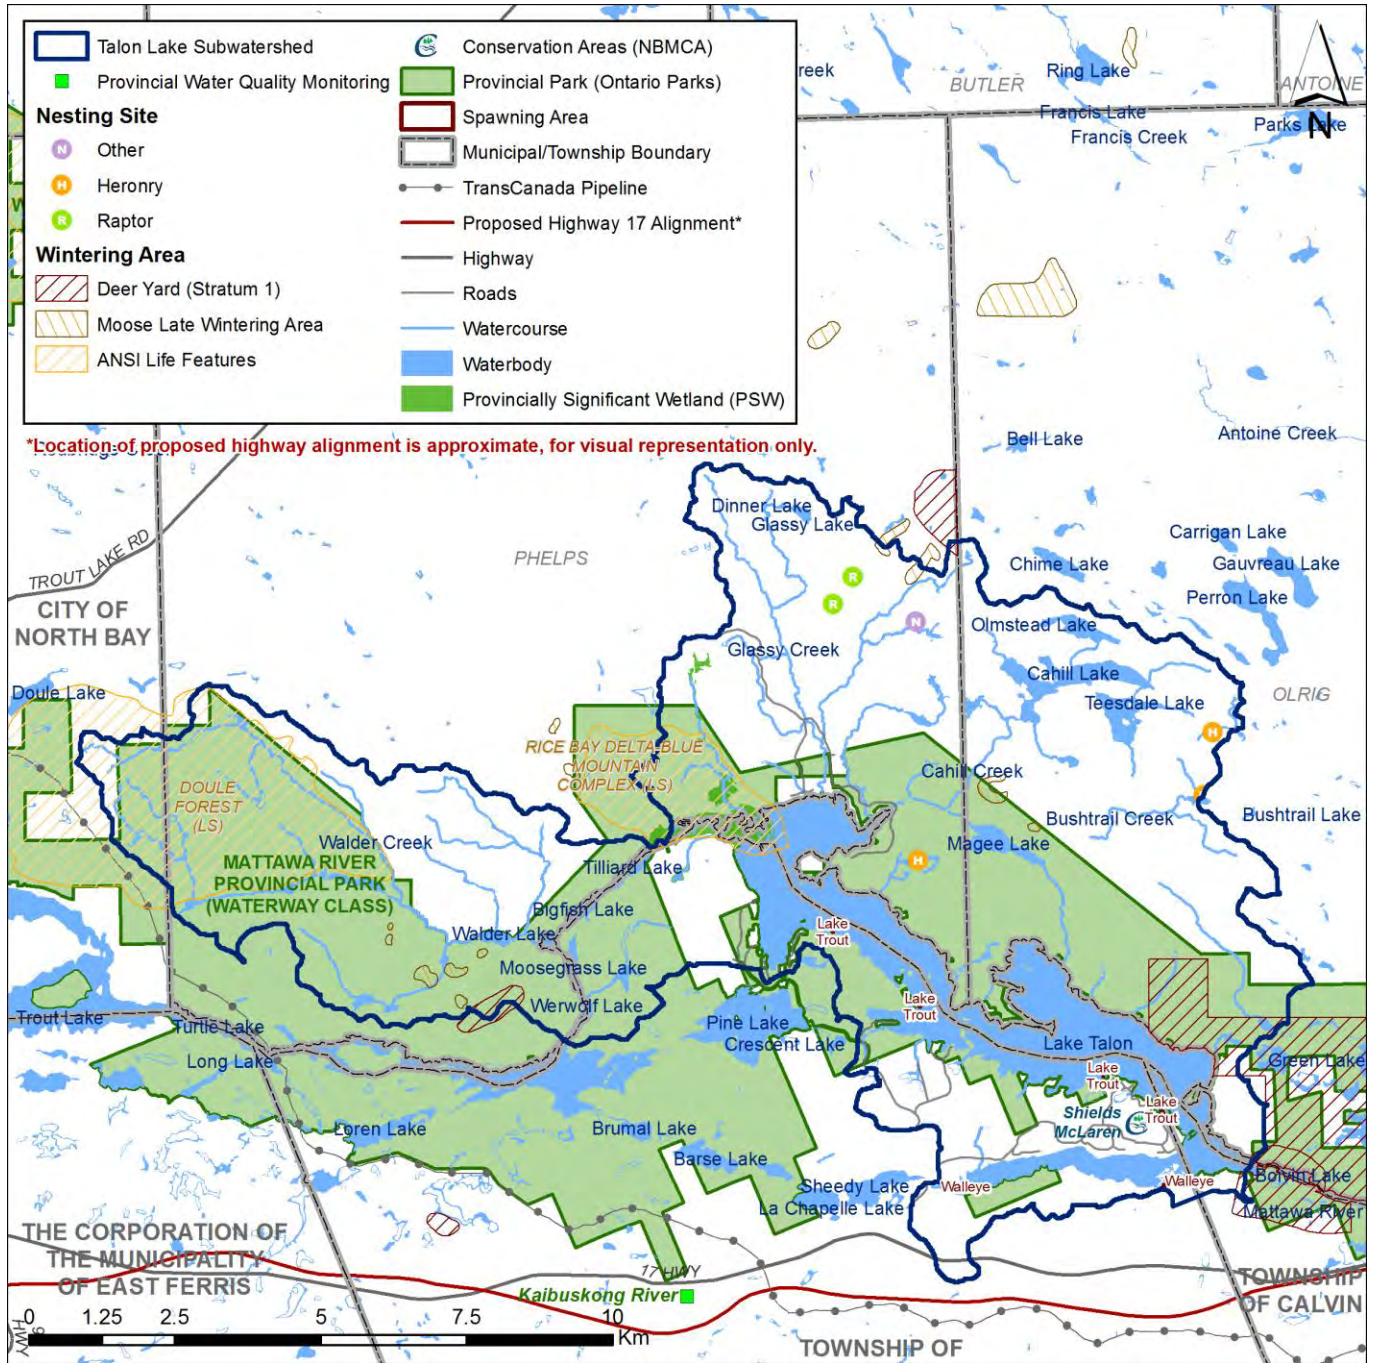 Talon Lake Subwatershed
Provincial Water Quality Monitoring
Nesting Site
N Other
H Heronry
R Raptor
Wintering Area
Deer Yard (Stratum 1)
Moose Late Wintering Area
ANSI Life Features
Conservation Areas (NBMCA)
Provincial Park (Ontario Parks)
Spawning Area
Municipal/Township Boundary
TransCanada Pipeline
Proposed Highway 17 Alignment*
Highway
Roads
Watercourse
Waterbody
Provincially Significant Wetland (PSW)
*Location of proposed highway alignment is approximate, for visual representation only.
reek
BUTLER
Ring Lake
ANTOINE
Francis Lake
Francis Creek
Parks Lake
N
W
Bell Lake
Antoine Creek
TROUT LAKE RD
CITY OF
NORTH BAY
PHELPS
Dinner Lake
Glassy Lake
Carrigan Lake
Chime Lake
Gauvreau Lake
Perron Lake
R
R
N
Olmstead Lake
Glassy Creek
Cahill Lake
Teesdale Lake
OLRIG
Doule Lake
H
RICE BAY DELTA-BLUE
MOUNTAIN
COMPLEX (LS)
DOULE
FOREST
(LS)
Cahill Creek
Walder Creek
Bushtrail Creek
Bushtrail Lake
Magee Lake
MATTAWA RIVER
PROVINCIAL PARK
(WATERWAY CLASS)
Tilliard Lake
H
Bigfish Lake
Walder Lake
Lake
Trout
Moosegrass Lake
Werwolf Lake
Lake
Trout
Trout Lake
Turtle Lake
Pine Lake
Crescent Lake
Lake Talon
Long Lake
Green Lake
Lake
Trout
Lake
Trout
Shields
McLaren
Loren Lake
Brumal Lake
Barse Lake
Boivin Lake
Sheedy Lake
Walleye
Walleye
La Chapelle Lake
Mattawa River
THE CORPORATION OF
THE MUNICIPALITY
OF EAST FERRIS
17 HWY
TOWNSHIP
OF CALVIN
Kaibuskong River
0 1.25 2.5 5 7.5 10
Km
HWY
TOWNSHIP OF